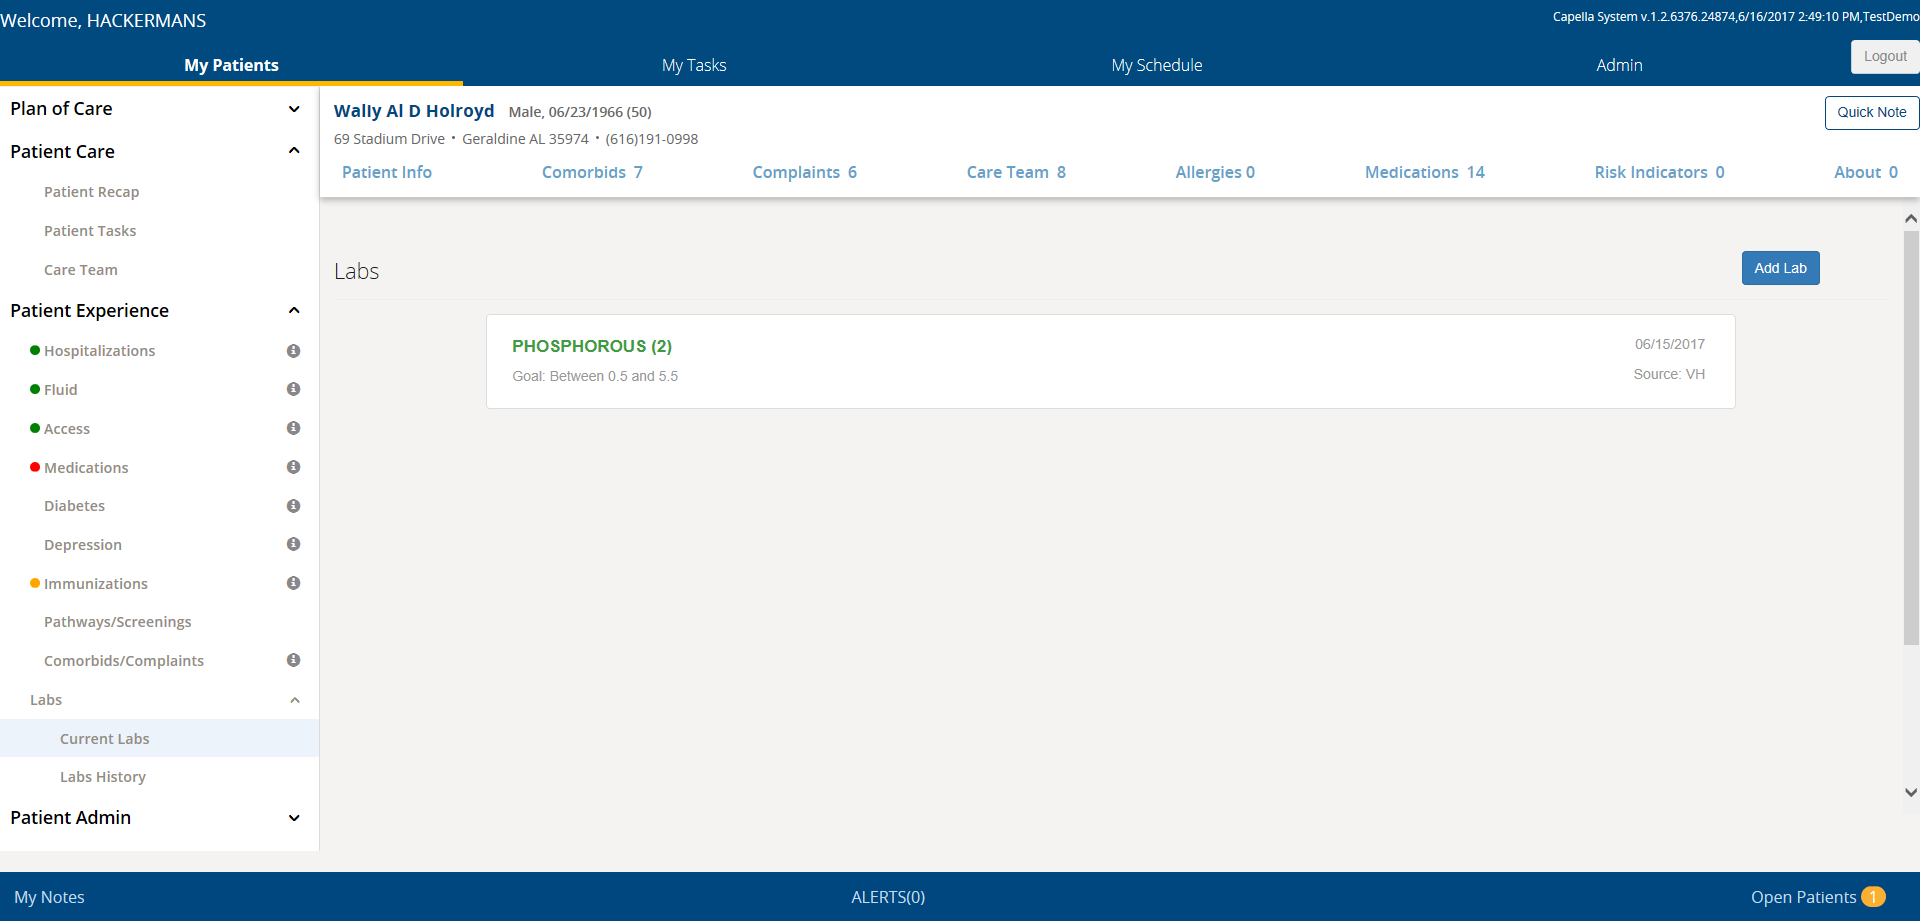 Welcome, HACKERMANS
Capella System v.1.2.6376.24874,6/16/2017 2:49:10 PM,TestDemo
My Patients
My Tasks
My Schedule
Admin
Logout
Plan of Care
Patient Care
Patient Recap
Patient Tasks
Care Team
Patient Experience
Hospitalizations
Fluid
Access
Medications
Diabetes
Depression
Immunizations
Pathways/Screenings
Comorbids/Complaints
Labs
Current Labs
Labs History
Patient Admin
Wally Al D Holroyd Male, 06/23/1966 (50)
Quick Note
69 Stadium Drive • Geraldine AL 35974 • (616)191-0998
Patient Info
Comorbids 7
Complaints 6
Care Team 8
Allergies 0
Medications 14
Risk Indicators 0
About 0
Labs
Add Lab
PHOSPHOROUS (2)
06/15/2017
Goal: Between 0.5 and 5.5
Source: VH
My Notes
ALERTS(0)
Open Patients 1